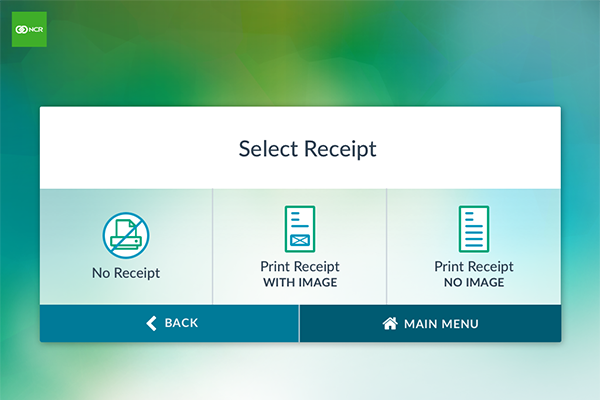 NCR
Select Receipt
No Receipt
Print Receipt
WITH IMAGE
Print Receipt
NO IMAGE
BACK
MAIN MENU